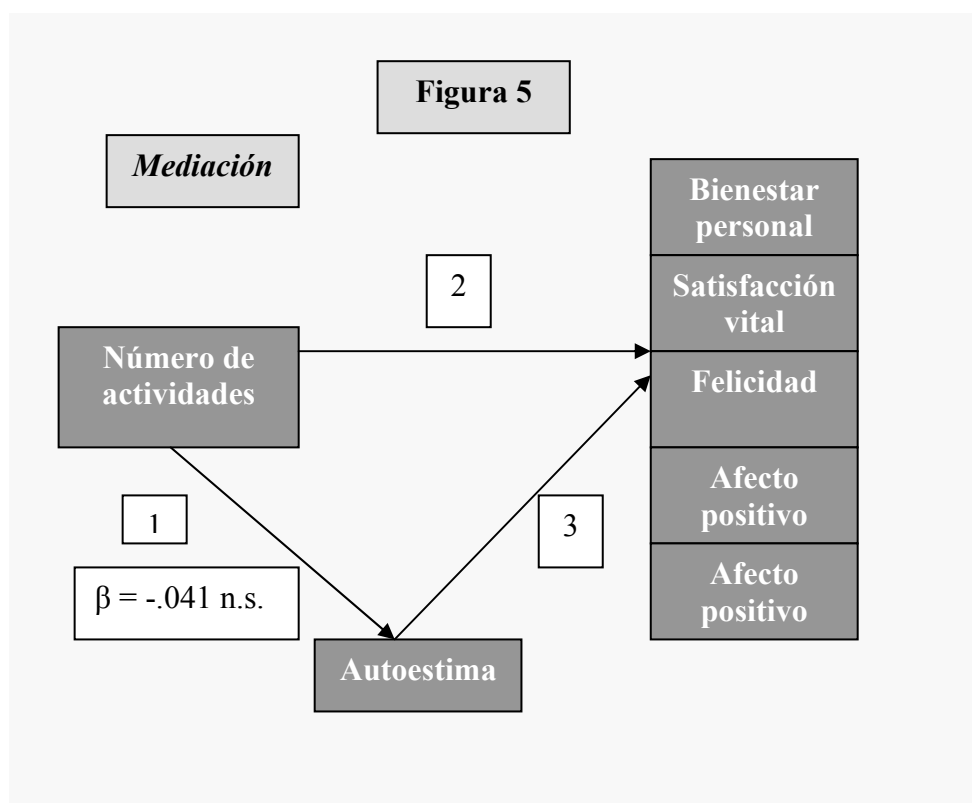 Figura 5
Mediación
Bienestar
personal
2
Satisfacción
vital
Número de
actividades
Felicidad
Afecto
positivo
1
3
β = -.041 n.s.
Afecto
positivo
Autoestima